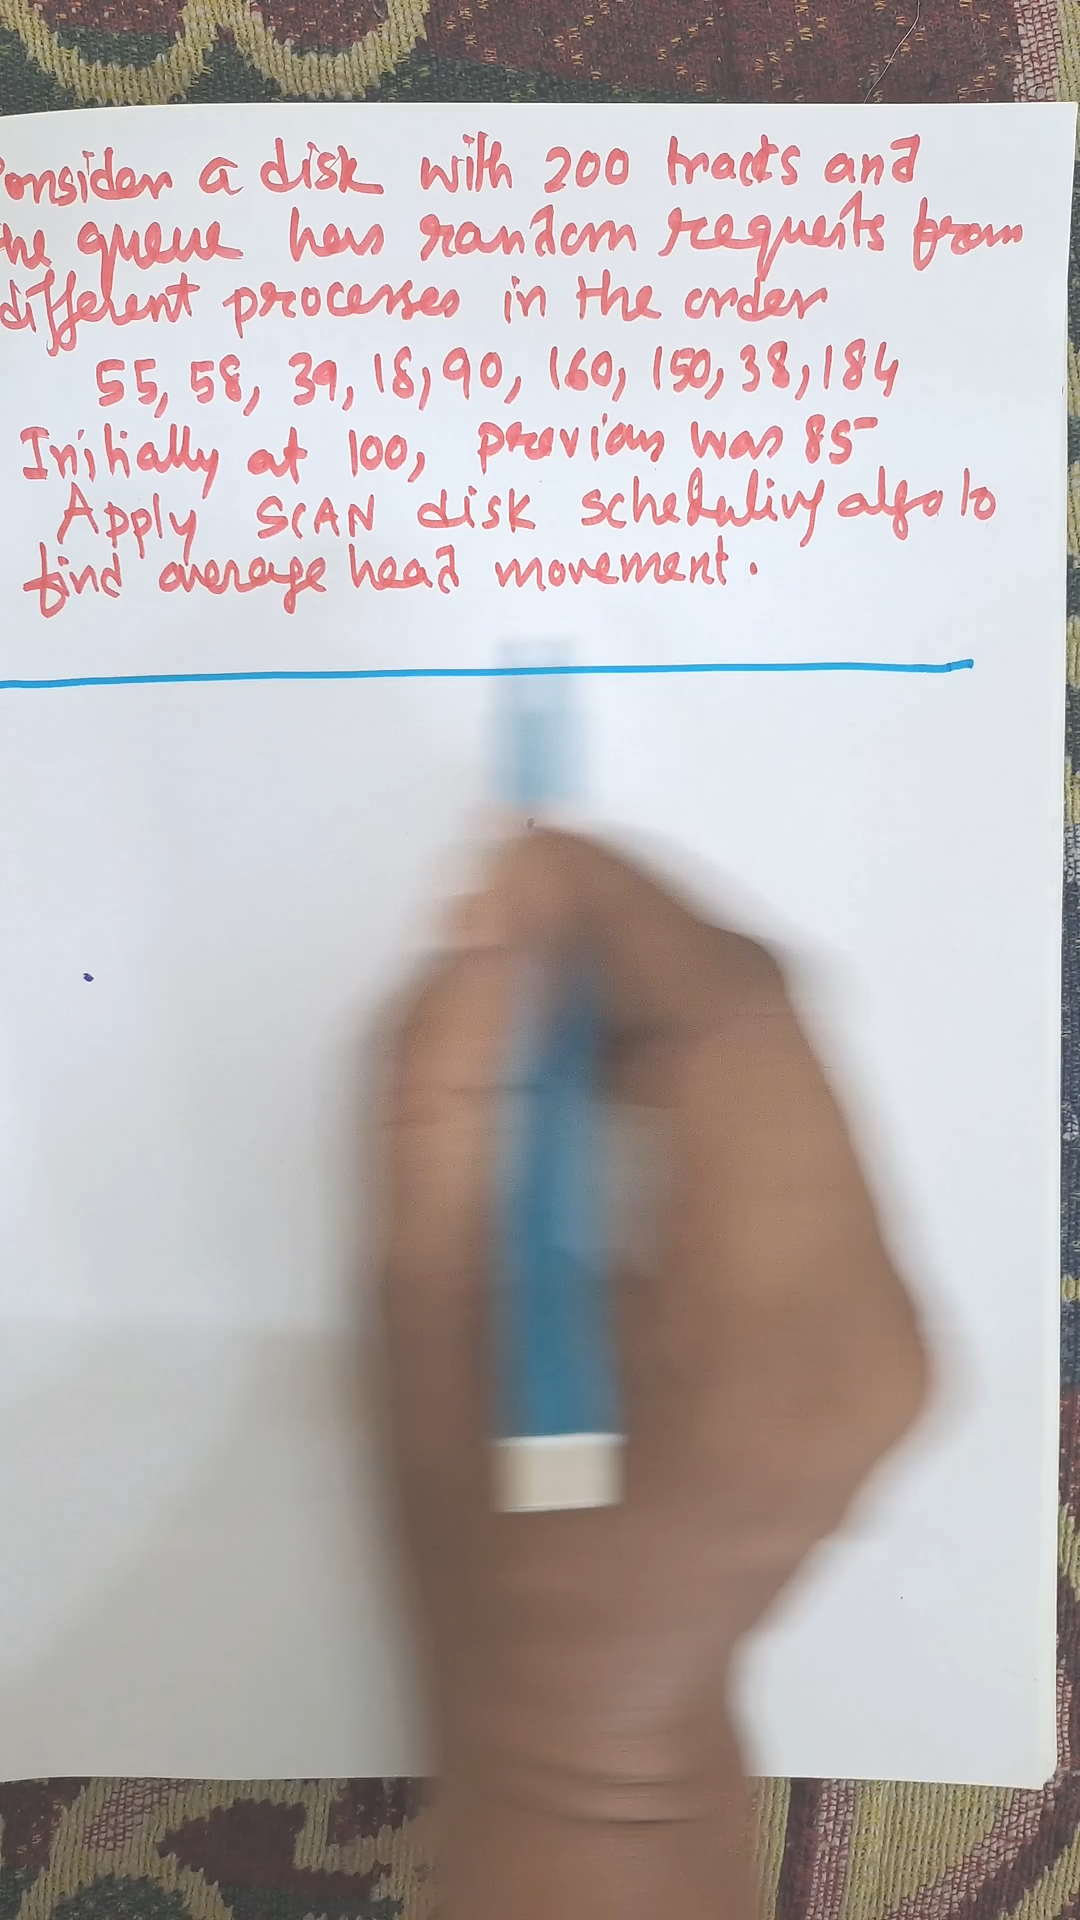 onsider a disk with 200 tracts and
he queue has random requests from
different processes in the order
55, 58, 39, 18, 90, 160, 150, 38, 184
Initially at 100, previous was 85
Apply SCAN disk scheduling algo to
find average head movement.